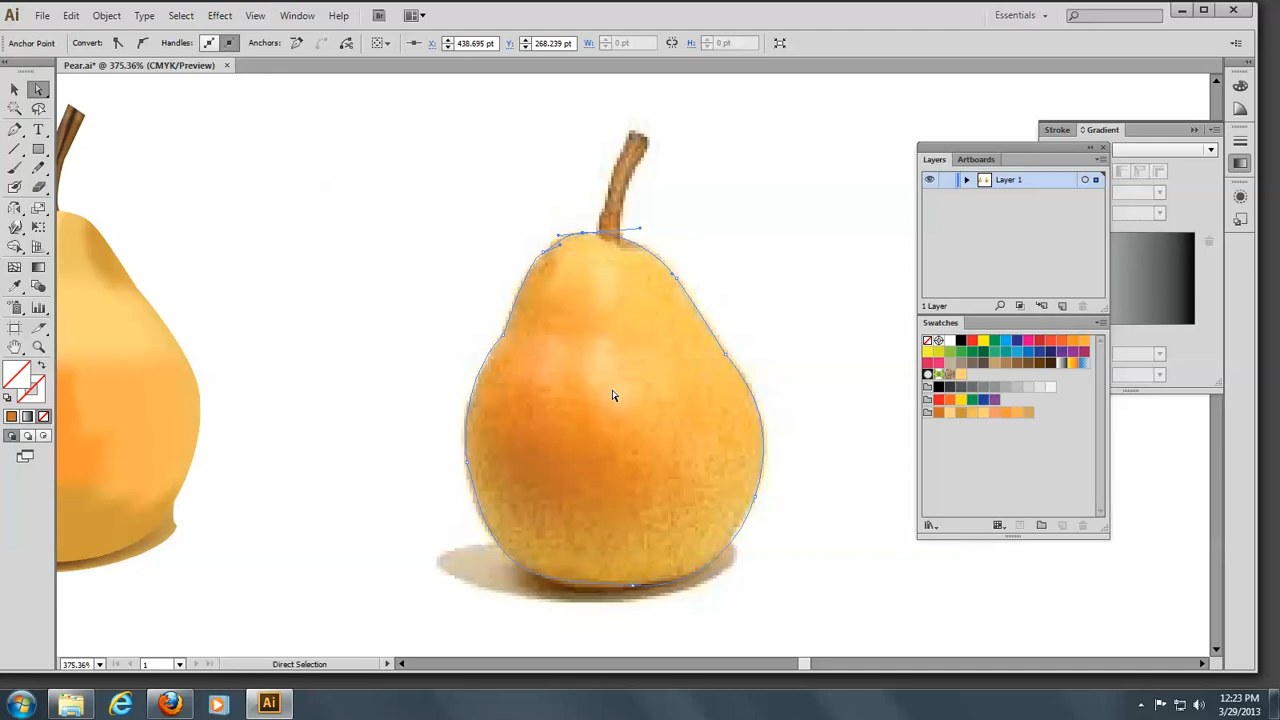 Ai File Edit Object Type Select Effect View Window Help Br Essentials
Anchor Point Convert: Handles: Anchors: X: 438.695 pt Y: 268.239 pt W: 0 pt H: 0 pt
Pear.ai* @ 375.36% (CMYK/Preview) ×
Stroke Gradient
Layers Artboards
Layer 1
1 Layer
Swatches
375.36% 1 Direct Selection
Ai
12:23 PM
3/29/2013